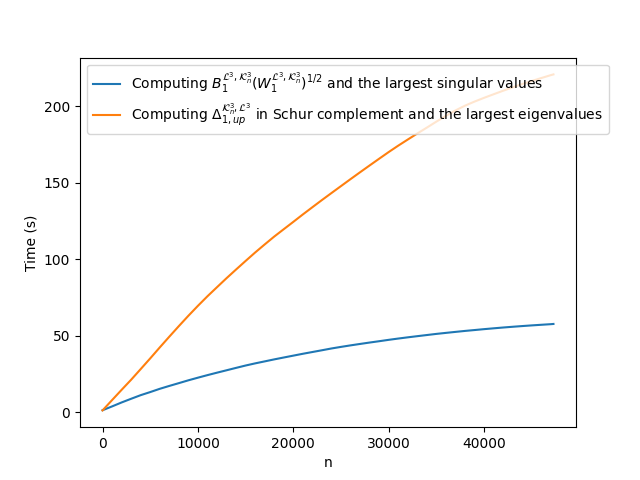 Computing $B_1^{\mathcal{L}^3, \mathcal{K}_n^3}(W_1^{\mathcal{L}^3, \mathcal{K}_n^3})^{1/2}$ and the largest singular values
Computing $\Delta_{1,up}^{\mathcal{K}_n^3, \mathcal{L}^3}$ in Schur complement and the largest eigenvalues
200
150
100
50
0
Time (s)
0 10000 20000 30000 40000
n